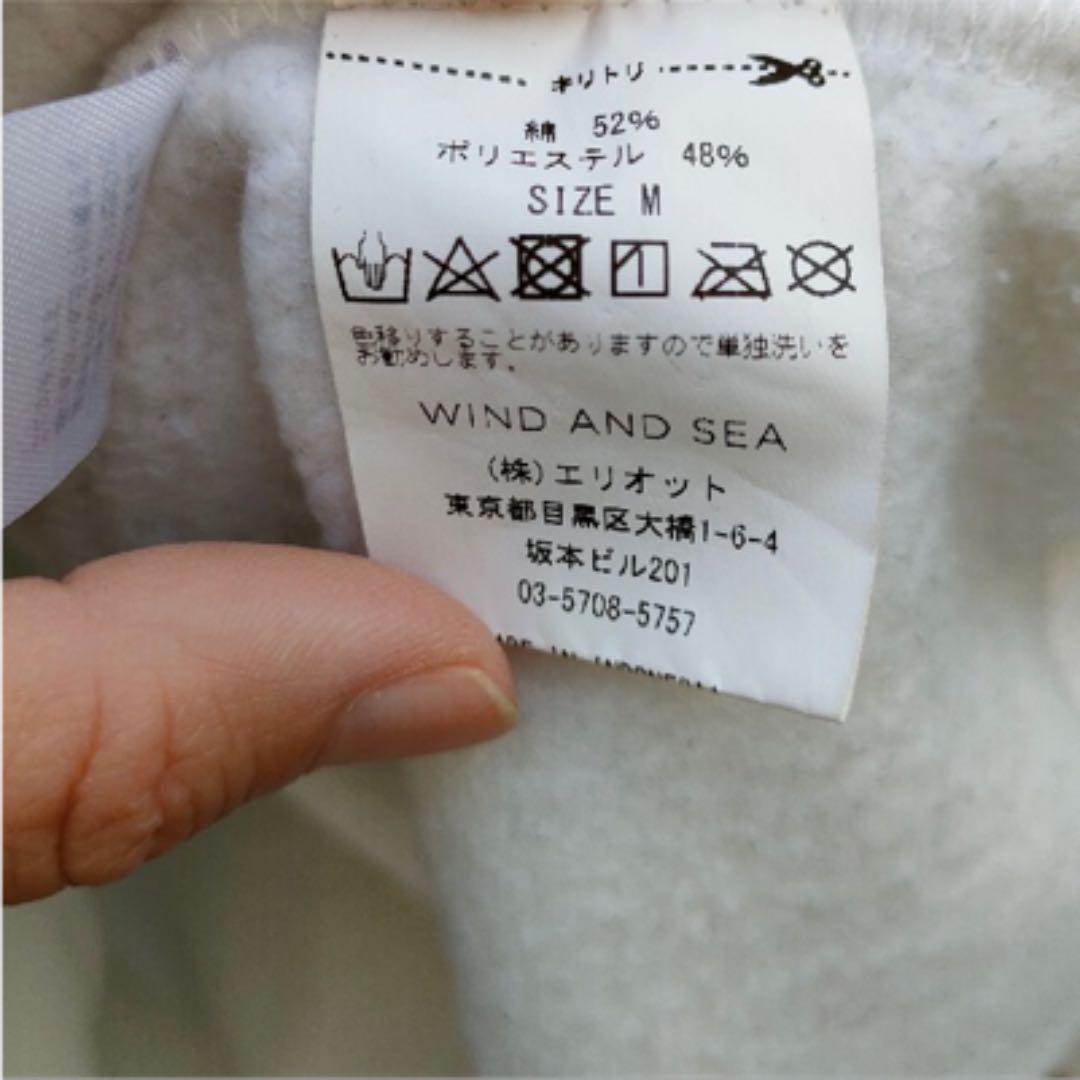 キリトリ
綿 52%
ポリエステル 48%
SIZE M
色移りすることがありますので単独洗いを
お勧めします。
WIND AND SEA
(株)エリオット
東京都目黒区大橋1-6-4
坂本ビル201
03-5708-5757
MADE IN INDONESIA